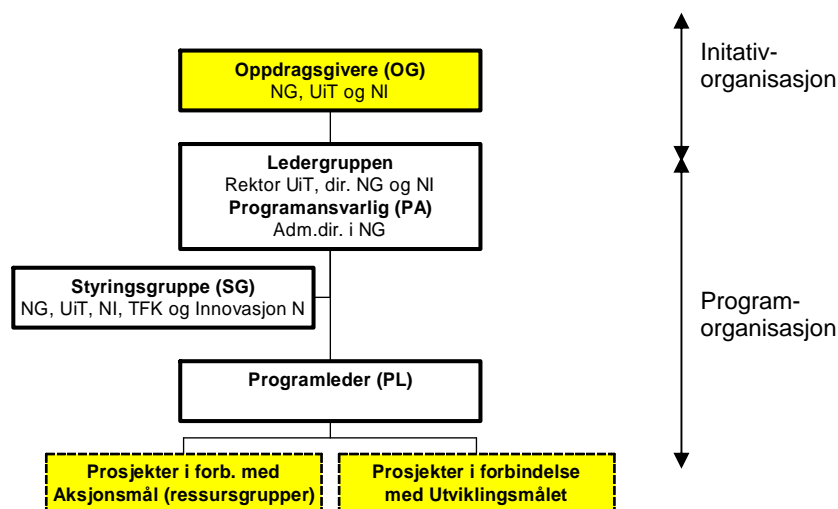 Oppdragsgivere (OG)
NG, UiT og NI
Initativ-
organisasjon
Ledergruppen
Rektor UiT, dir. NG og NI
Programansvarlig (PA)
Adm.dir. i NG
Styringsgruppe (SG)
NG, UiT, NI, TFK og Innovasjon N
Program-
organisasjon
Programleder (PL)
Prosjekter i forb. med
Aksjonsmål (ressursgrupper)
Prosjekter i forbindelse
med Utviklingsmålet